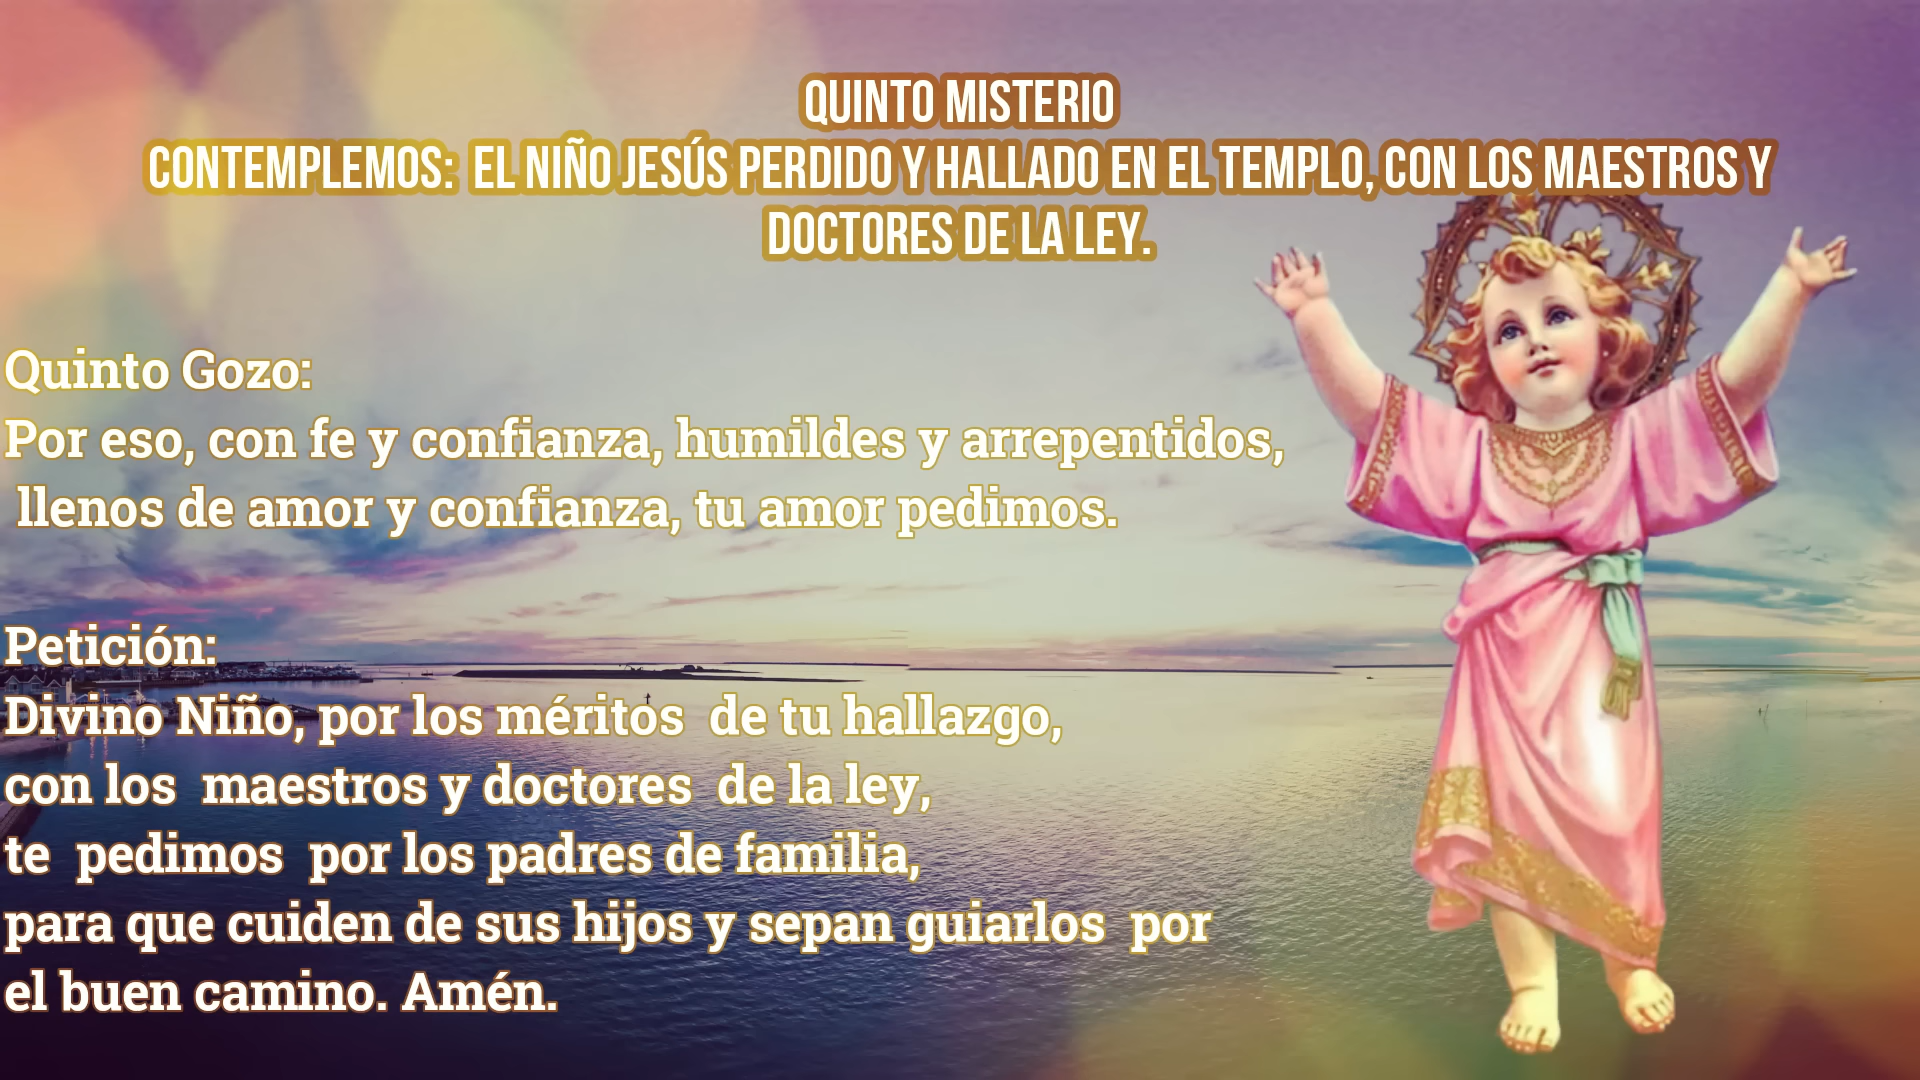 QUINTO MISTERIO
CONTEMPLEMOS: EL NIÑO JESÚS PERDIDO Y HALLADO EN EL TEMPLO, CON LOS MAESTROS Y
DOCTORES DE LA LEY.
Quinto Gozo:
Por eso, con fe y confianza, humildes y arrepentidos,
llenos de amor y confianza, tu amor pedimos.
Petición:
Divino Niño, por los méritos de tu hallazgo,
con los maestros y doctores de la ley,
te pedimos por los padres de familia,
para que cuiden de sus hijos y sepan guiarlos por
el buen camino. Amén.